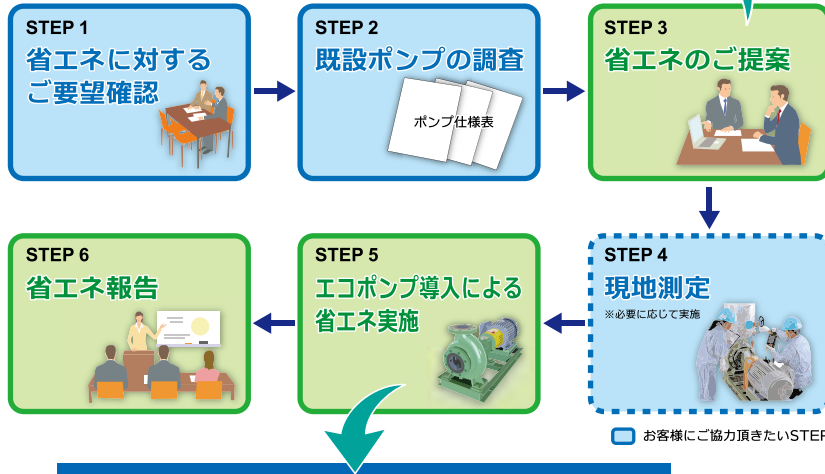 STEP 1
省エネに対する
ご要望確認
STEP 2
既設ポンプの調査
ポンプ仕様表
STEP 3
省エネのご提案
STEP 4
現地測定
※必要に応じて実施
STEP 5
エコポンプ導入による
省エネ実施
STEP 6
省エネ報告
お客様にご協力頂きたいSTEP